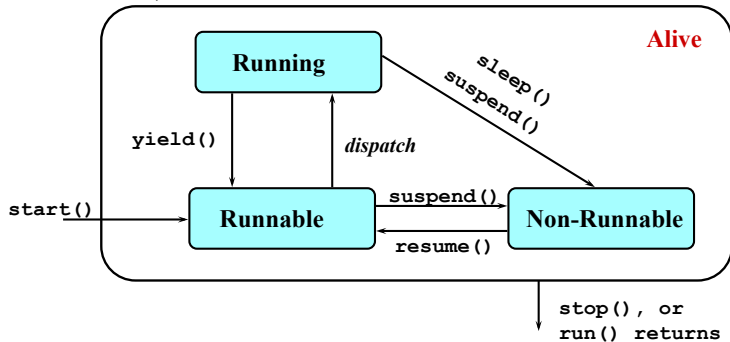 Alive
Running
sleep()
suspend()
yield()
dispatch
start()
Runnable
suspend()
resume()
Non-Runnable
stop(), or
run() returns